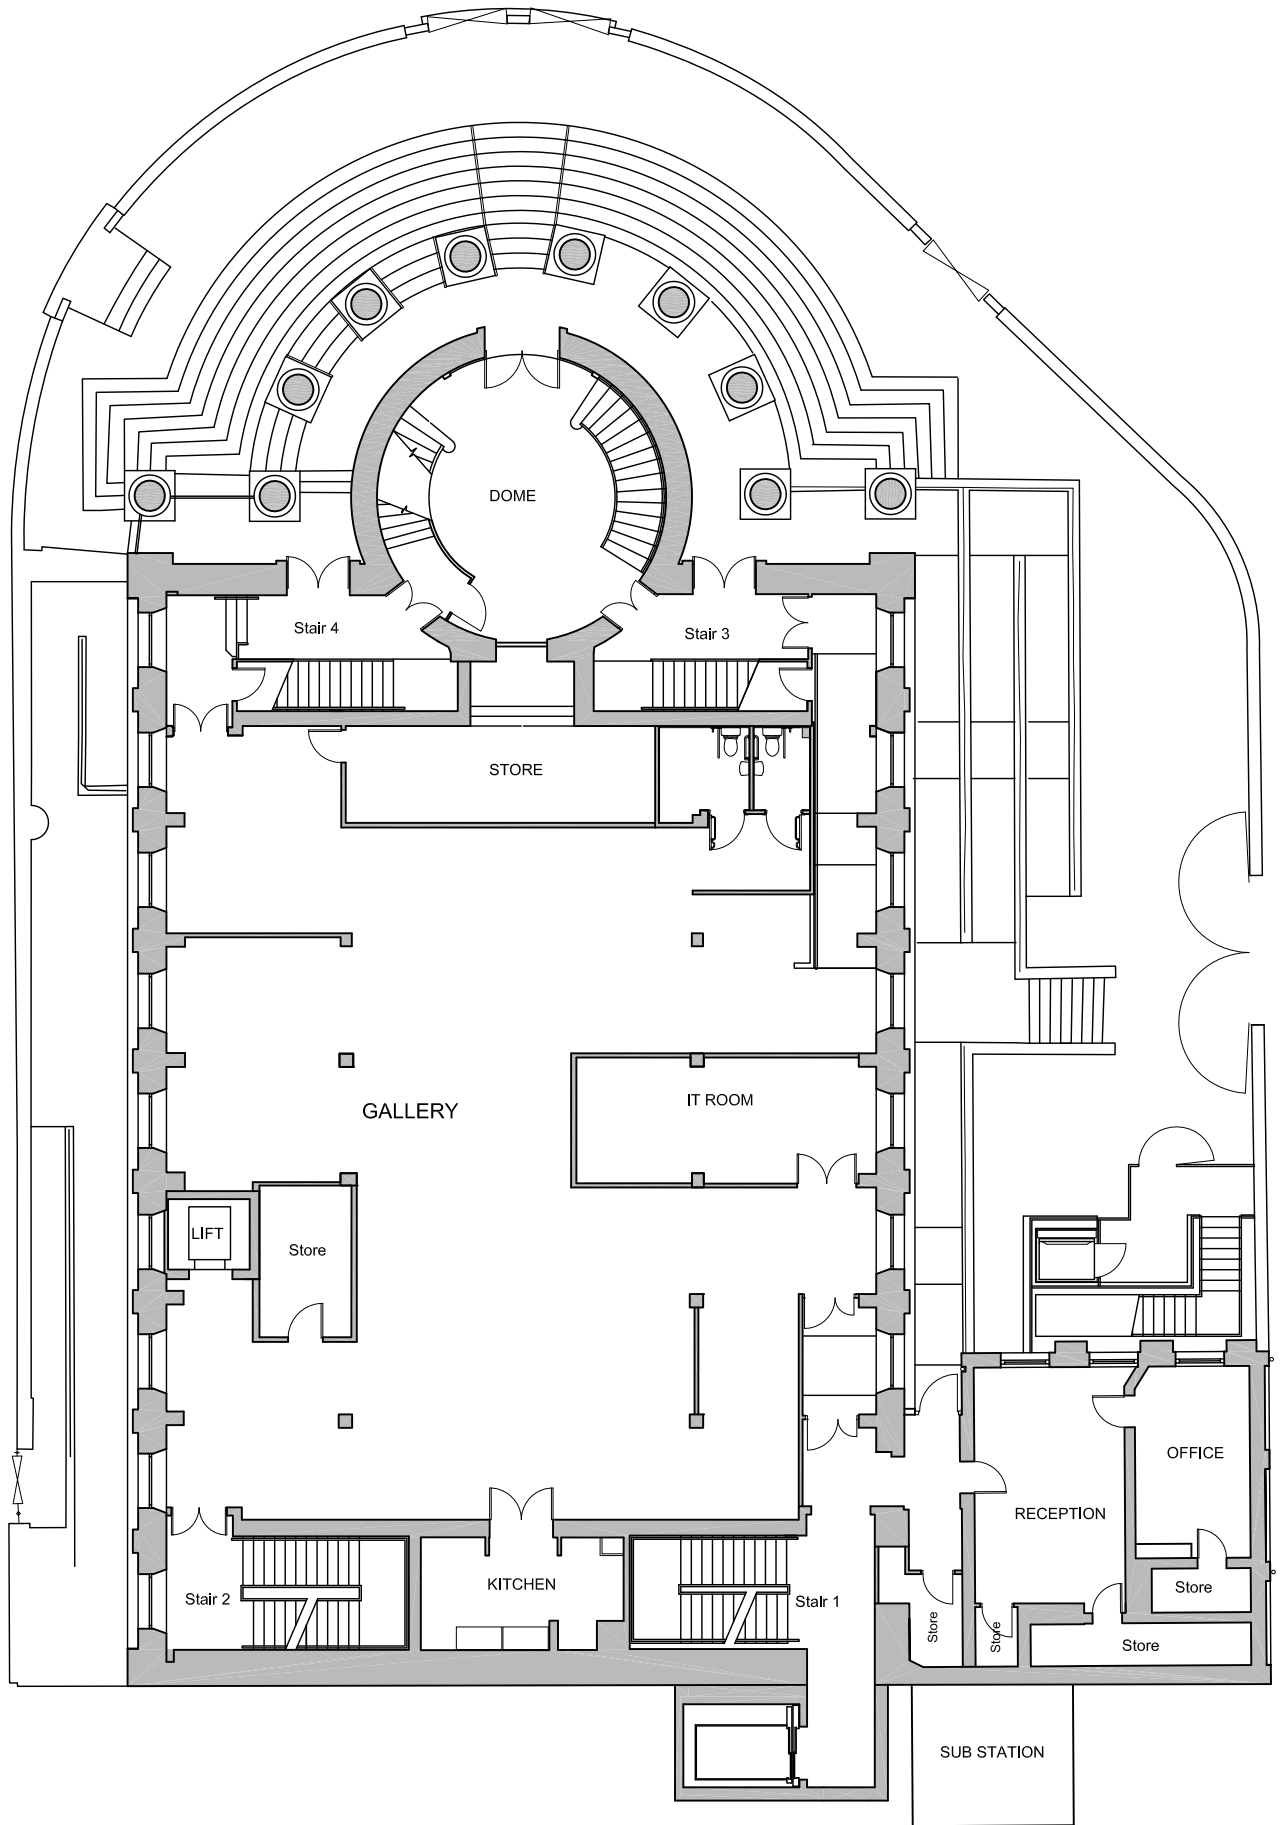 DOME
Stair 4
Stair 3
STORE
IT ROOM
GALLERY
LIFT
Store
OFFICE
RECEPTION
KITCHEN
Stair 2
Stair 1
Store
Store
Store
Store
SUB STATION